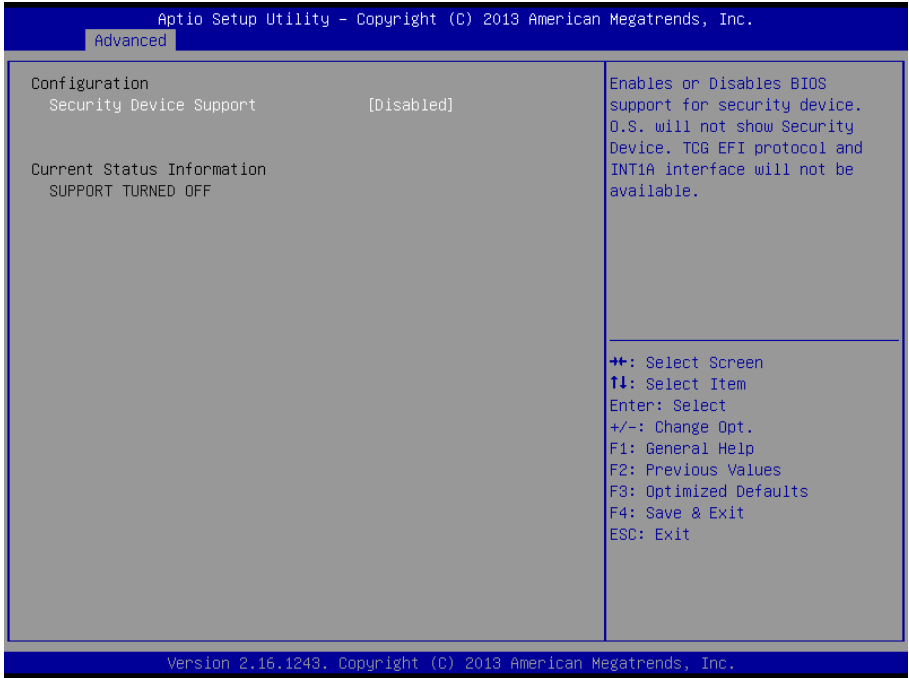 Aptio Setup Utility – Copyright (C) 2013 American Megatrends, Inc.
Advanced
Configuration
Security Device Support [Disabled]
Current Status Information
SUPPORT TURNED OFF
Enables or Disables BIOS
support for security device.
O.S. will not show Security
Device. TCG EFI protocol and
INT1A interface will not be
available.
→←: Select Screen
↑↓: Select Item
Enter: Select
+/-: Change Opt.
F1: General Help
F2: Previous Values
F3: Optimized Defaults
F4: Save & Exit
ESC: Exit
Version 2.16.1243. Copyright (C) 2013 American Megatrends, Inc.